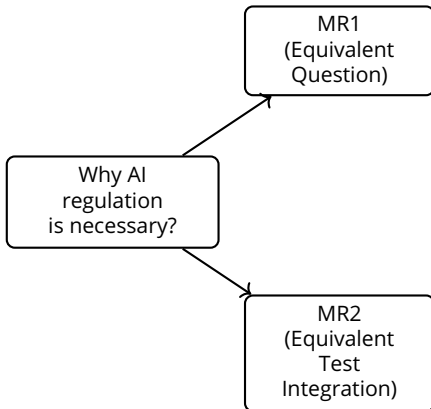 MR1
(Equivalent
Question)
Why AI
regulation
is necessary?
MR2
(Equivalent
Test
Integration)